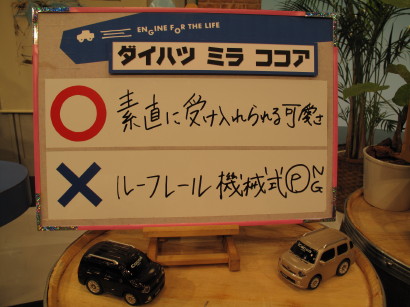 ENGINE FOR THE LIFE
ダイハツ ミラ ココア
素直に受け入れられる可愛さ
ルーフレール 機械式Ⓟ NG